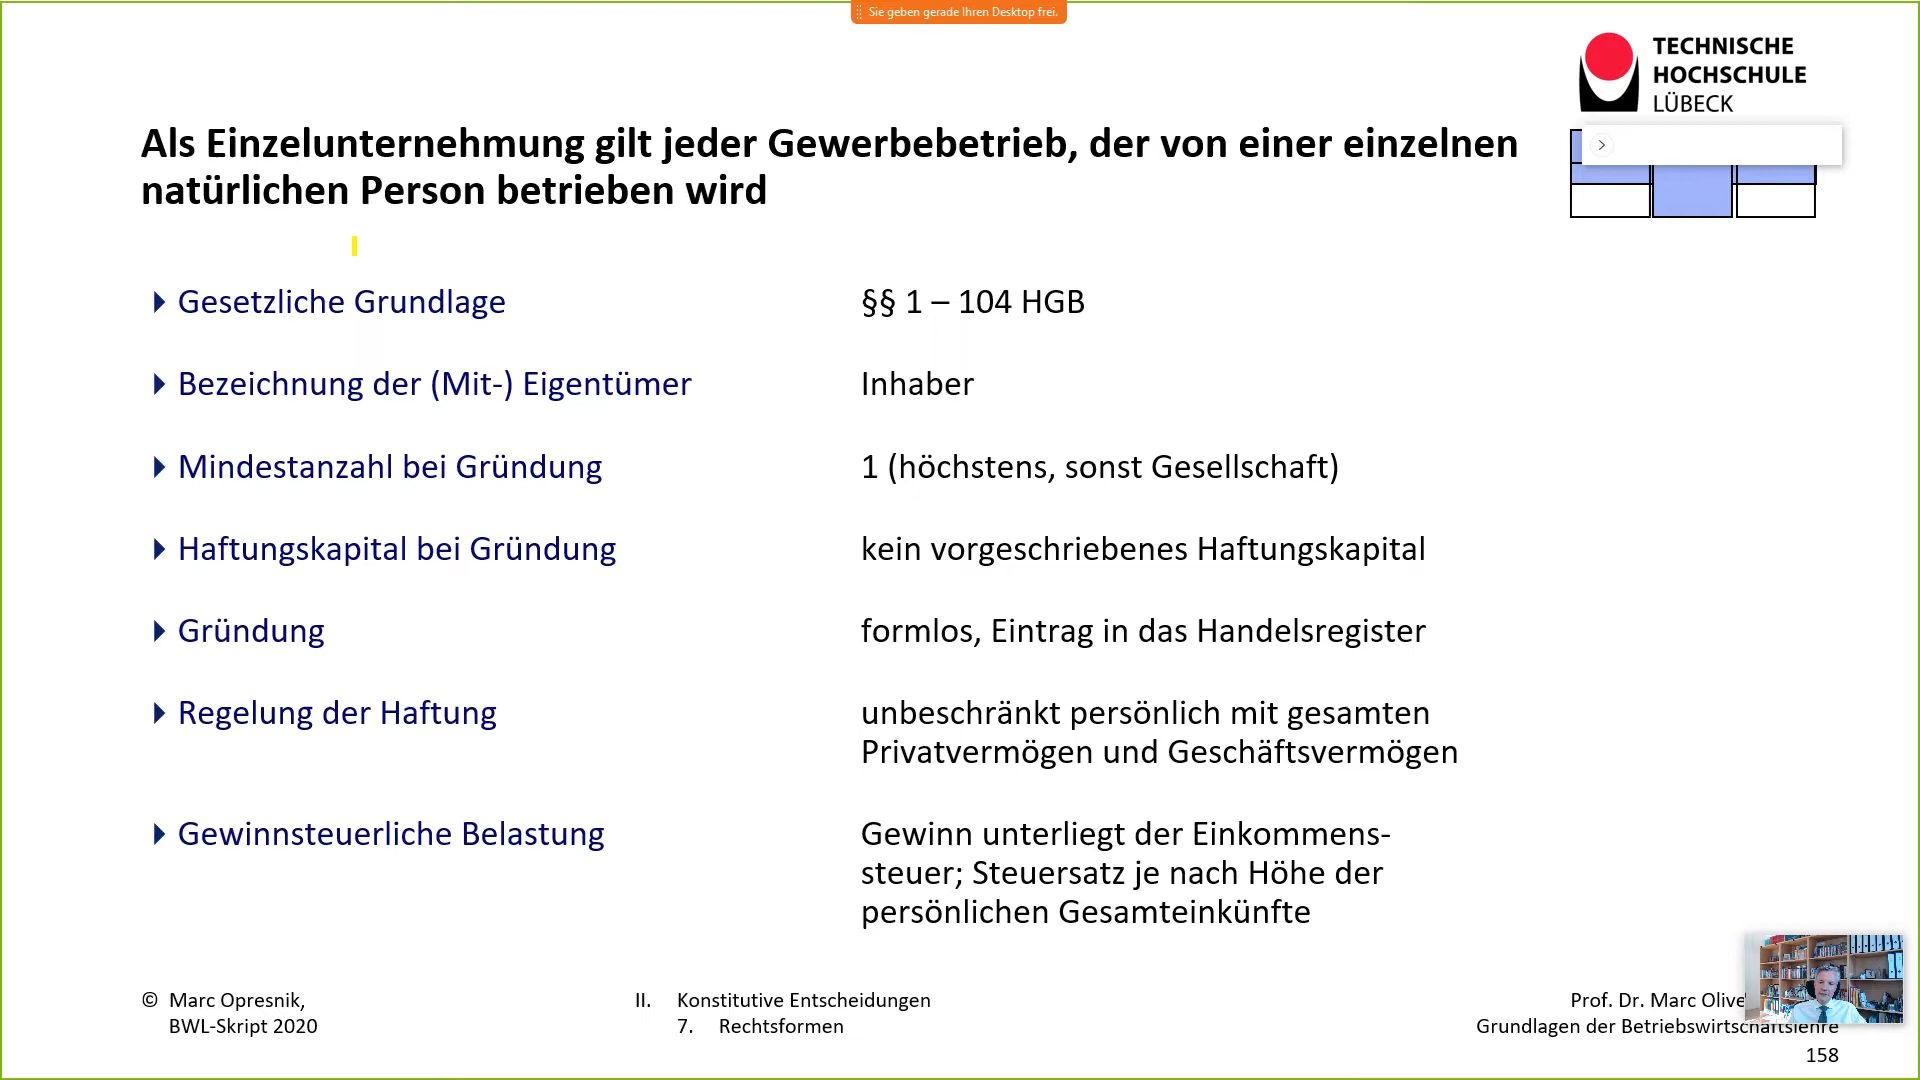 Sie geben gerade Ihren Desktop frei.
TECHNISCHE
HOCHSCHULE
LÜBECK
Als Einzelunternehmung gilt jeder Gewerbebetrieb, der von einer einzelnen
natürlichen Person betrieben wird
Gesetzliche Grundlage §§ 1 – 104 HGB
Bezeichnung der (Mit-) Eigentümer Inhaber
Mindestanzahl bei Gründung 1 (höchstens, sonst Gesellschaft)
Haftungskapital bei Gründung kein vorgeschriebenes Haftungskapital
Gründung formlos, Eintrag in das Handelsregister
Regelung der Haftung unbeschränkt persönlich mit gesamten
Privatvermögen und Geschäftsvermögen
Gewinnsteuerliche Belastung Gewinn unterliegt der Einkommens-
steuer; Steuersatz je nach Höhe der
persönlichen Gesamteinkünfte
© Marc Opresnik,
BWL-Skript 2020
II. Konstitutive Entscheidungen
7. Rechtsformen
Prof. Dr. Marc
Grundlagen der Betriebswirtschaftslehre
158